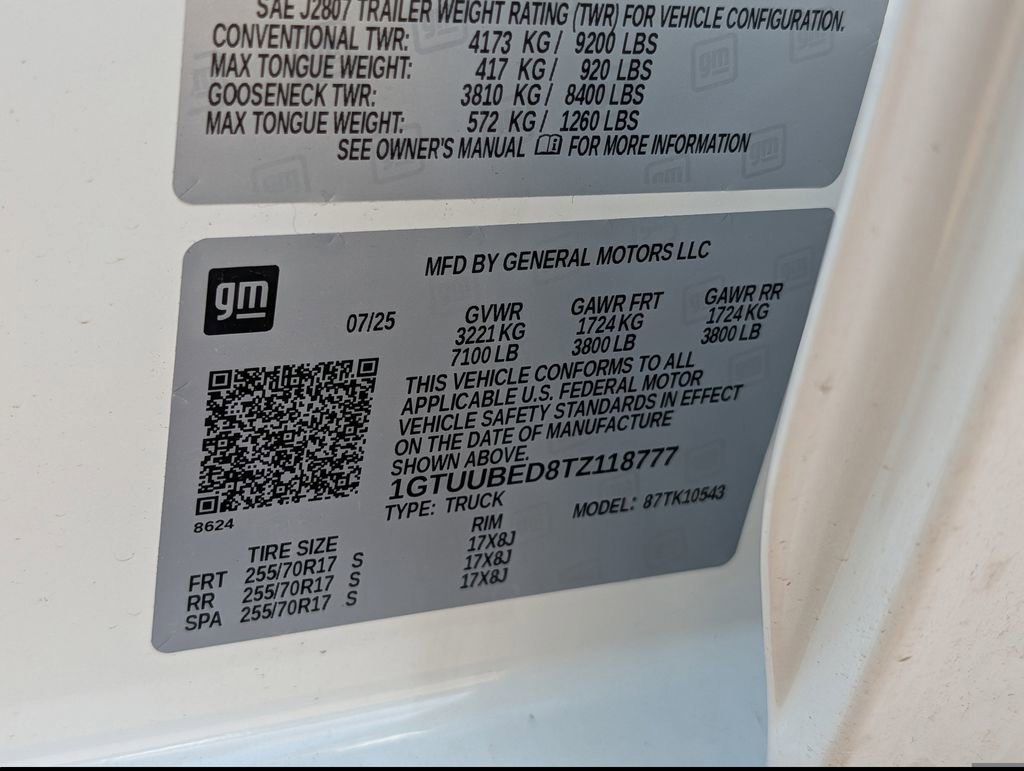 SAE J2807 TRAILER WEIGHT RATING (TWR) FOR VEHICLE CONFIGURATION.
CONVENTIONAL TWR: 4173 KG / 9200 LBS
MAX TONGUE WEIGHT: 417 KG / 920 LBS
GOOSENECK TWR: 3810 KG / 8400 LBS
MAX TONGUE WEIGHT: 572 KG / 1260 LBS
SEE OWNER'S MANUAL FOR MORE INFORMATION
gm
MFD BY GENERAL MOTORS LLC
07/25
GVWR GAWR FRT GAWR RR
3221 KG 1724 KG 1724 KG
7100 LB 3800 LB 3800 LB
THIS VEHICLE CONFORMS TO ALL
APPLICABLE U.S. FEDERAL MOTOR
VEHICLE SAFETY STANDARDS IN EFFECT
ON THE DATE OF MANUFACTURE
SHOWN ABOVE.
1GTUUBED8TZ118777
TYPE: TRUCK MODEL: 87TK10543
8624
TIRE SIZE RIM
FRT 255/70R17 S 17X8J
RR 255/70R17 S 17X8J
SPA 255/70R17 S 17X8J